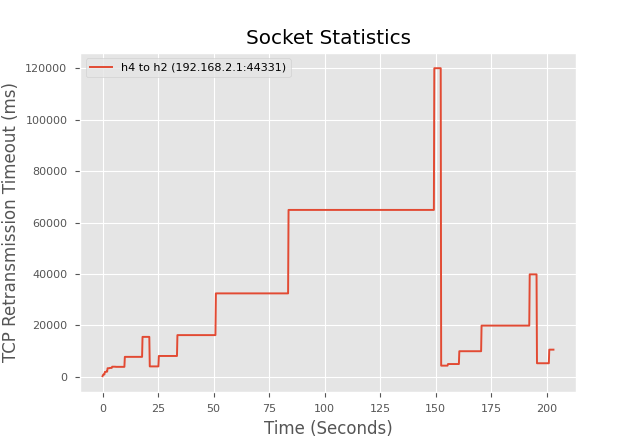 Socket Statistics
h4 to h2 (192.168.2.1:44331)
TCP Retransmission Timeout (ms)
120000
100000
80000
60000
40000
20000
0
0 25 50 75 100 125 150 175 200
Time (Seconds)